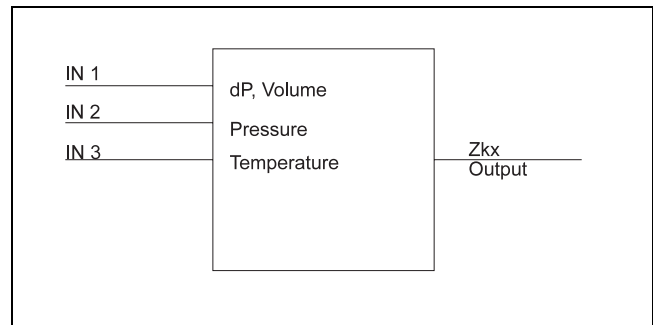 IN 1
dP, Volume
IN 2
Pressure
IN 3
Temperature
Zkx
Output